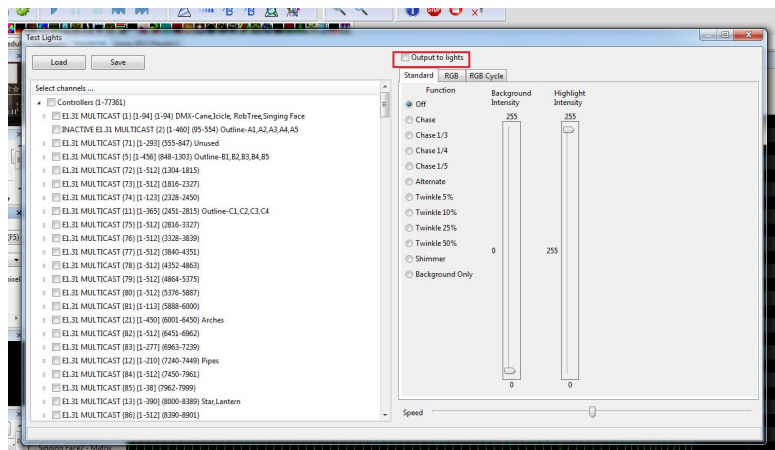 Test Lights
Load Save
Output to lights
Standard RGB RGB Cycle
Select channels ...
Controllers (1-77361)
E1.31 MULTICAST {1} [1-94] (1-94) DMX-Cane,Icicle, RobTree,Singing Face
INACTIVE E1.31 MULTICAST {2} [1-460] (95-554) Outline-A1,A2,A3,A4,A5
E1.31 MULTICAST {71} [1-293] (555-847) Unused
E1.31 MULTICAST {5} [1-456] (848-1303) Outline-B1,B2,B3,B4,B5
E1.31 MULTICAST {72} [1-512] (1304-1815)
E1.31 MULTICAST {73} [1-512] (1816-2327)
E1.31 MULTICAST {74} [1-123] (2328-2450)
E1.31 MULTICAST {11} [1-365] (2451-2815) Outline-C1,C2,C3,C4
E1.31 MULTICAST {75} [1-512] (2816-3327)
E1.31 MULTICAST {76} [1-512] (3328-3839)
E1.31 MULTICAST {77} [1-512] (3840-4351)
E1.31 MULTICAST {78} [1-512] (4352-4863)
E1.31 MULTICAST {79} [1-512] (4864-5375)
E1.31 MULTICAST {80} [1-512] (5376-5887)
E1.31 MULTICAST {81} [1-113] (5888-6000)
E1.31 MULTICAST {21} [1-450] (6001-6450) Arches
E1.31 MULTICAST {82} [1-512] (6451-6962)
E1.31 MULTICAST {83} [1-277] (6963-7239)
E1.31 MULTICAST {12} [1-210] (7240-7449) Pipes
E1.31 MULTICAST {84} [1-512] (7450-7961)
E1.31 MULTICAST {85} [1-38] (7962-7999)
E1.31 MULTICAST {13} [1-390] (8000-8389) Star,Lantern
E1.31 MULTICAST {86} [1-512] (8390-8901)
Function
Off
Chase
Chase 1/3
Chase 1/4
Chase 1/5
Alternate
Twinkle 5%
Twinkle 10%
Twinkle 25%
Twinkle 50%
Shimmer
Background Only
Background
Intensity
255
0
0
Highlight
Intensity
255
255
0
Speed